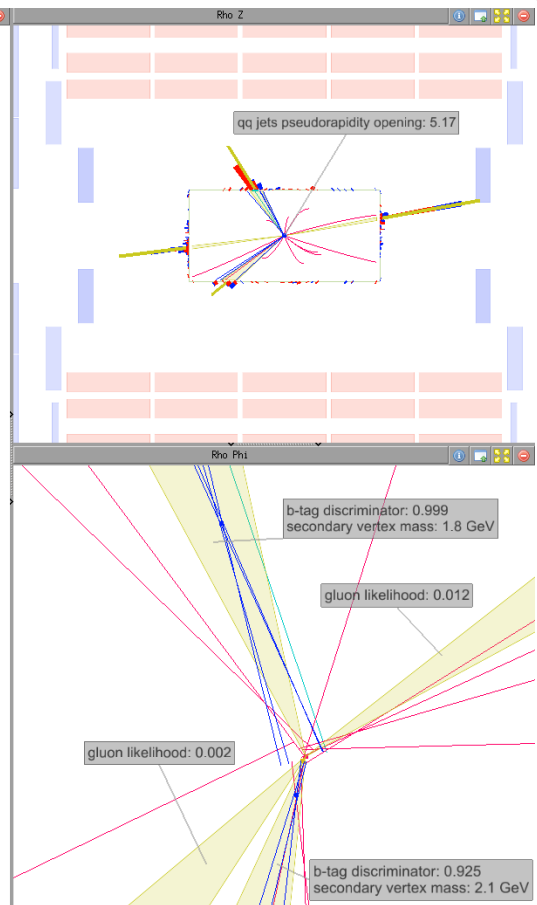 Rho Z
qq jets pseudorapidity opening: 5.17
Rho Phi
b-tag discriminator: 0.999
secondary vertex mass: 1.8 GeV
gluon likelihood: 0.012
gluon likelihood: 0.002
b-tag discriminator: 0.925
secondary vertex mass: 2.1 GeV